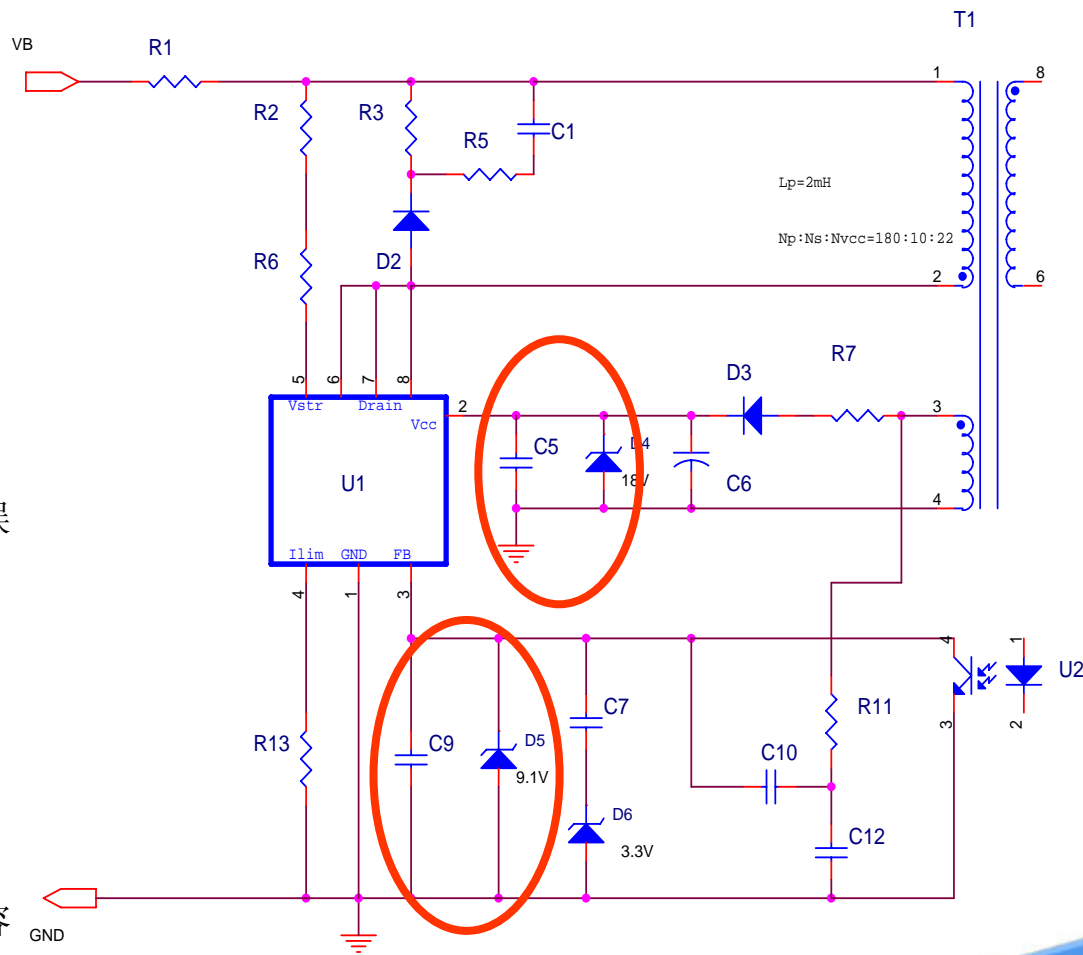 T1
VB
R1
1
8
R2
R3
C1
R5
Lp=2mH
Np:Ns:Nvcc=180:10:22
R6
D2
2
6
5
6
7
8
R7
D3
Vstr
Drain
2
3
Vcc
C5
D4
18V
C6
U1
4
Ilim
GND
FB
4
1
3
4
1
U2
C7
R11
3
2
R13
C9
D5
9.1V
C10
D6
3.3V
C12
GND